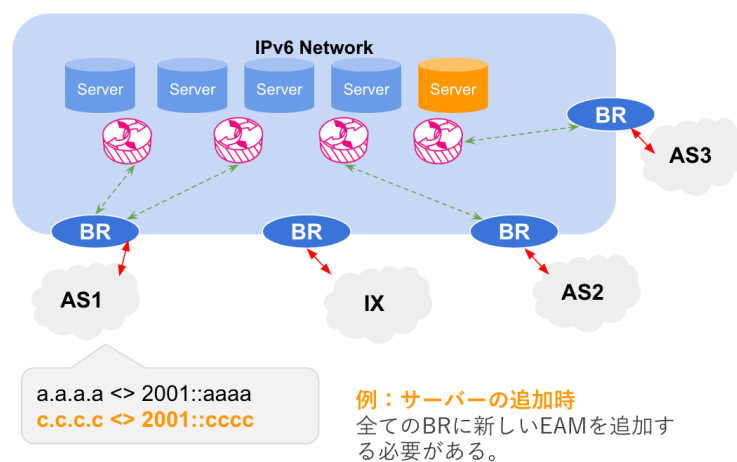 IPv6 Network
Server
Server
Server
Server
Server
BR
AS3
BR
BR
BR
AS1
IX
AS2
a.a.a.a <> 2001::aaaa
c.c.c.c <> 2001::cccc
例：サーバーの追加時
全てのBRに新しいEAMを追加す
る必要がある。